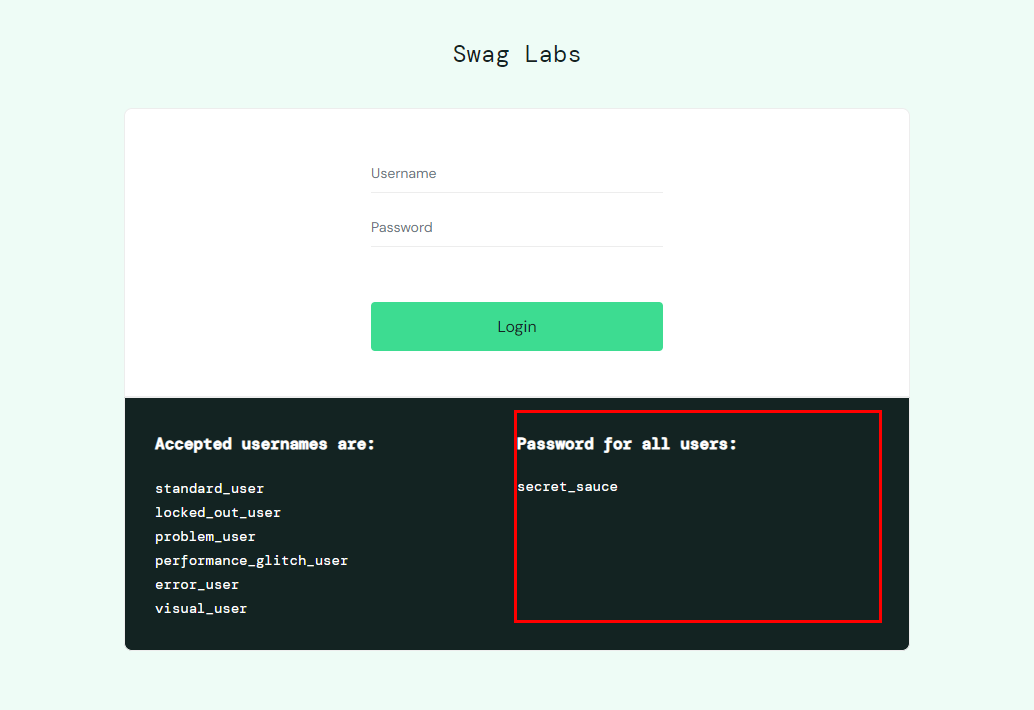 Swag Labs
Username
Password
Login
Accepted usernames are:
standard_user
locked_out_user
problem_user
performance_glitch_user
error_user
visual_user
Password for all users:
secret_sauce